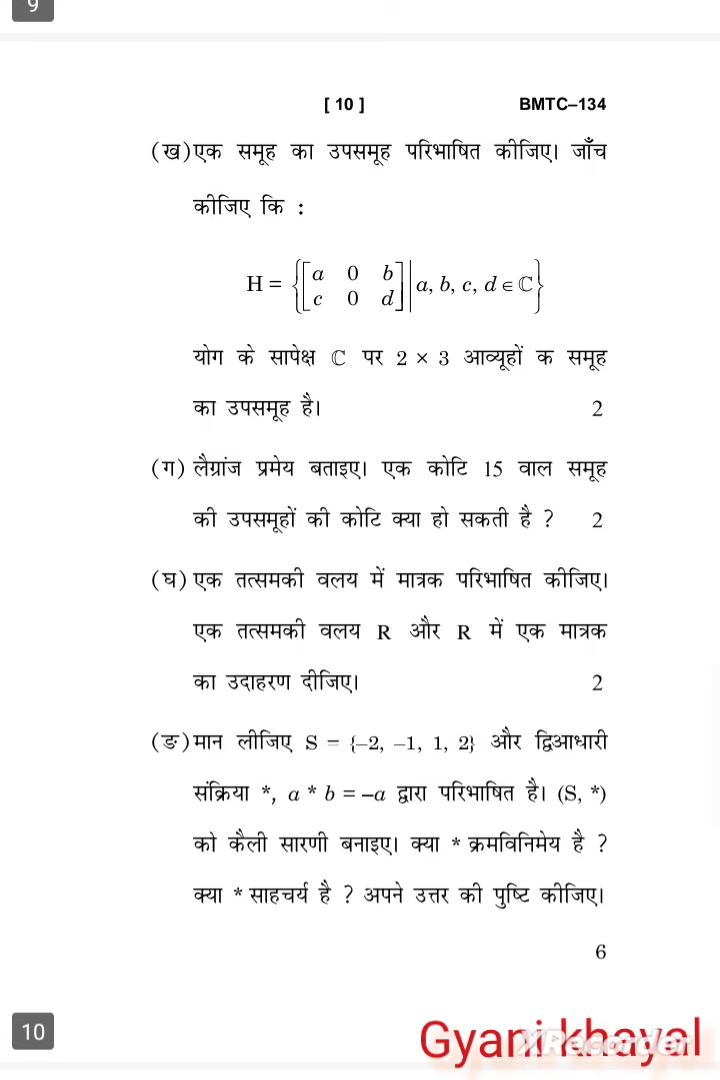 9
[ 10 ] BMTC–134
(ख) एक समूह का उपसमूह परिभाषित कीजिए। जाँच
कीजिए कि :
H = {[a 0 b
c 0 d] | a, b, c, d ∈ ℂ}
योग के सापेक्ष ℂ पर 2 × 3 आव्यूहों क समूह
का उपसमूह है। 2
(ग) लैग्रांज प्रमेय बताइए। एक कोटि 15 वाल समूह
की उपसमूहों की कोटि क्या हो सकती है ? 2
(घ) एक तत्समकी वलय में मात्रक परिभाषित कीजिए।
एक तत्समकी वलय R और R में एक मात्रक
का उदाहरण दीजिए। 2
(ङ) मान लीजिए S = {–2, –1, 1, 2} और द्विआधारी
संक्रिया *, a * b = –a द्वारा परिभाषित है। (S, *)
को कैली सारणी बनाइए। क्या * क्रमविनिमेय है ?
क्या * साहचर्य है ? अपने उत्तर की पुष्टि कीजिए।
6
10
Gyani khayal
XRecorder